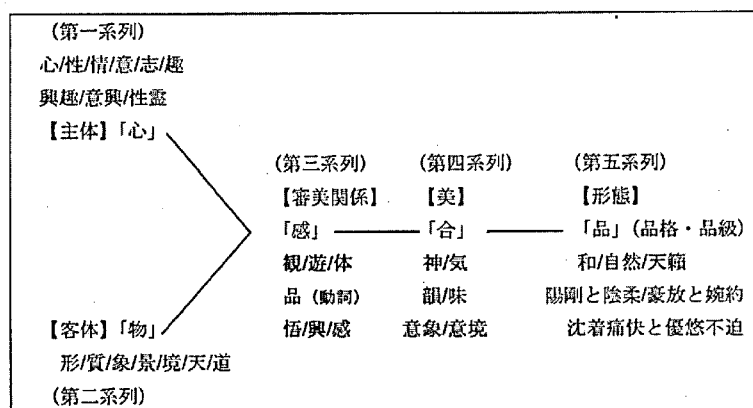 （第一系列）
心/性/情/意/志/趣
興趣/意興/性霊
【主体】「心」
（第三系列） （第四系列） （第五系列）
【審美関係】 【美】 【形態】
「感」 「合」 「品」（品格・品級）
観/遊/体 神/気 和/自然/天籟
品（動詞） 韻/味 陽剛と陰柔/豪放と婉約
悟/興/感 意象/意境 沈着痛快と優悠不迫
【客体】「物」
形/質/象/景/境/天/道
（第二系列）